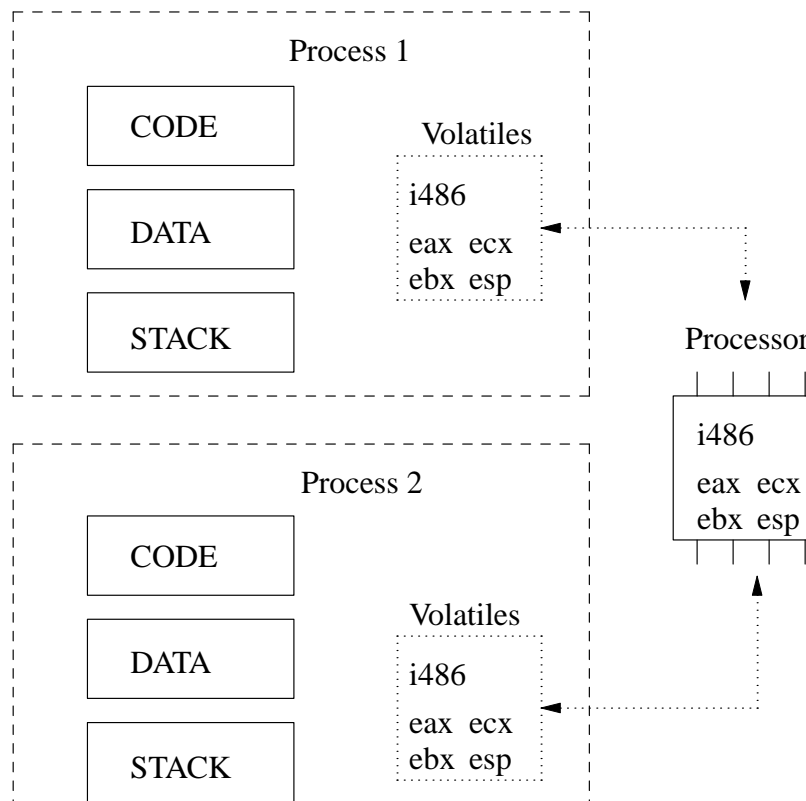 Process 1
CODE
DATA
STACK
Volatiles
i486
eax ecx
ebx esp
Processor
i486
eax ecx
ebx esp
Process 2
CODE
DATA
STACK
Volatiles
i486
eax ecx
ebx esp